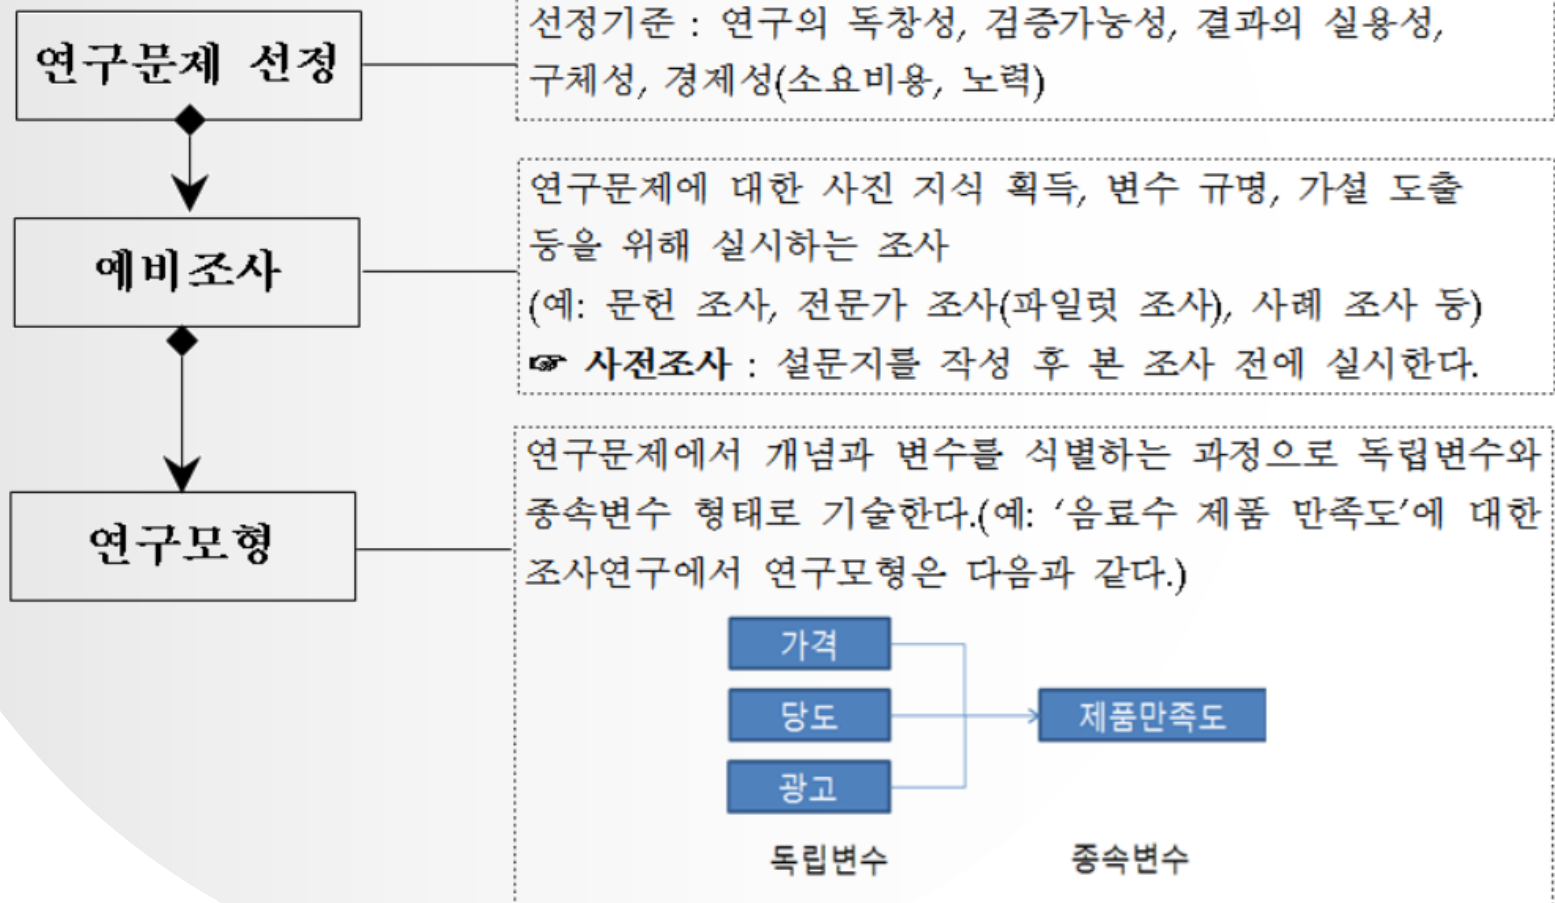 연구문제 선정
선정기준 : 연구의 독창성, 검증가능성, 결과의 실용성,
구체성, 경제성(소요비용, 노력)
예비조사
연구문제에 대한 사진 지식 획득, 변수 규명, 가설 도출
등을 위해 실시하는 조사
(예: 문헌 조사, 전문가 조사(파일럿 조사), 사례 조사 등)
☞ 사전조사 : 설문지를 작성 후 본 조사 전에 실시한다.
연구모형
연구문제에서 개념과 변수를 식별하는 과정으로 독립변수와
종속변수 형태로 기술한다.(예: ‘음료수 제품 만족도’에 대한
조사연구에서 연구모형은 다음과 같다.)
가격
당도
제품만족도
광고
독립변수
종속변수